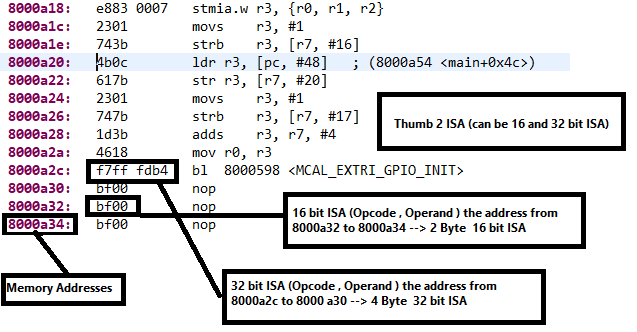 8000a18: e883 0007 stmia.w r3, {r0, r1, r2}
8000a1c: 2301 movs r3, #1
8000a1e: 743b strb r3, [r7, #16]
8000a20: 4b0c ldr r3, [pc, #48] ; (8000a54 <main+0x4c>)
8000a22: 617b str r3, [r7, #20]
8000a24: 2301 movs r3, #1
8000a26: 747b strb r3, [r7, #17]
8000a28: 1d3b adds r3, r7, #4
8000a2a: 4618 mov r0, r3
8000a2c: f7ff fdb4 bl 8000598 <MCAL_EXTRI_GPIO_INIT>
8000a30: bf00 nop
8000a32: bf00 nop
8000a34: bf00 nop
Thumb 2 ISA (can be 16 and 32 bit ISA)
16 bit ISA (Opcode , Operand ) the address from
8000a32 to 8000a34 --> 2 Byte 16 bit ISA
Memory Addresses
32 bit ISA (Opcode , Operand ) the address from
8000a2c to 8000 a30 --> 4 Byte 32 bit ISA